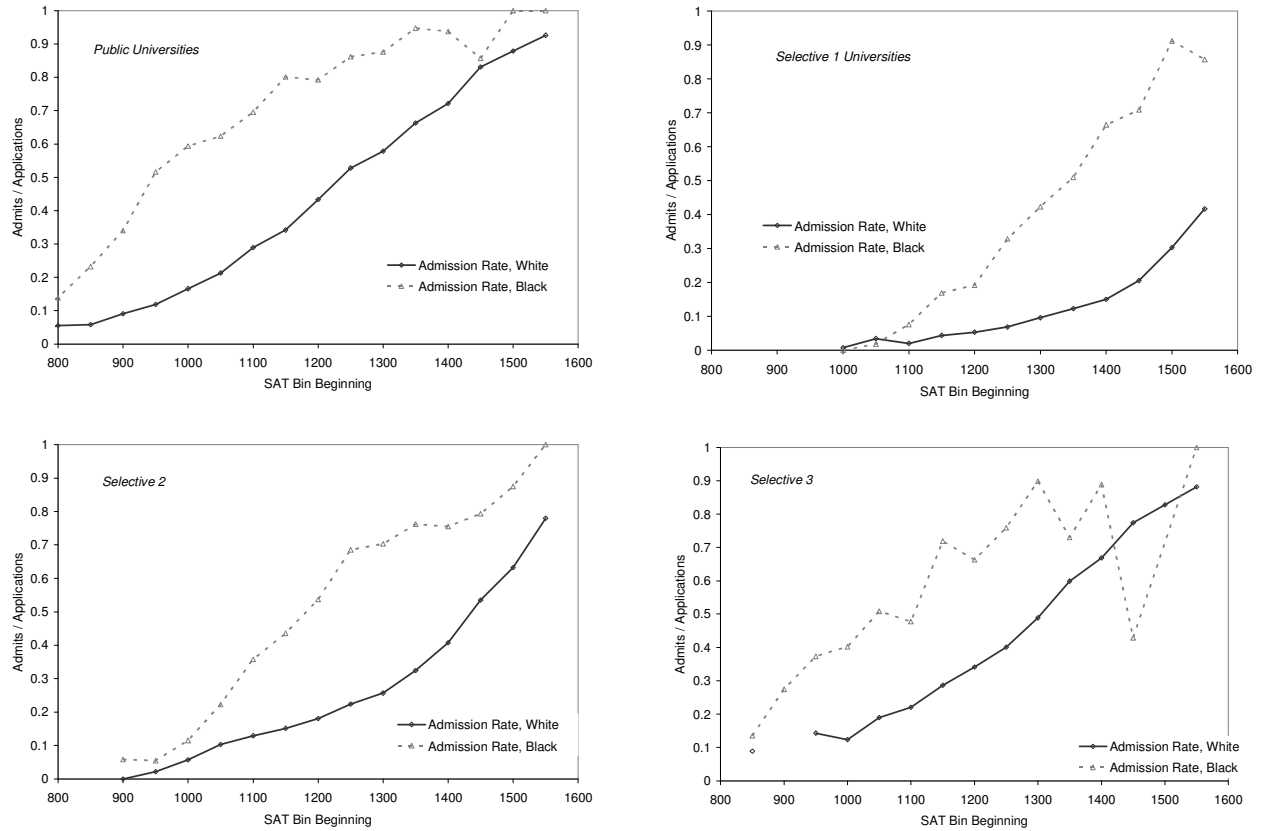 Public Universities
Admits / Applications
1
0.9
0.8
0.7
0.6
0.5
0.4
0.3
0.2
0.1
0
Admission Rate, White
Admission Rate, Black
800 900 1000 1100 1200 1300 1400 1500 1600
SAT Bin Beginning
Selective 1 Universities
Admits / Applications
1
0.9
0.8
0.7
0.6
0.5
0.4
0.3
0.2
0.1
0
Admission Rate, White
Admission Rate, Black
800 900 1000 1100 1200 1300 1400 1500 1600
SAT Bin Beginning
Selective 2
Admits / Applications
1
0.9
0.8
0.7
0.6
0.5
0.4
0.3
0.2
0.1
0
Admission Rate, White
Admission Rate, Black
800 900 1000 1100 1200 1300 1400 1500 1600
SAT Bin Beginning
Selective 3
Admits / Applications
1
0.9
0.8
0.7
0.6
0.5
0.4
0.3
0.2
0.1
0
Admission Rate, White
Admission Rate, Black
800 900 1000 1100 1200 1300 1400 1500 1600
SAT Bin Beginning